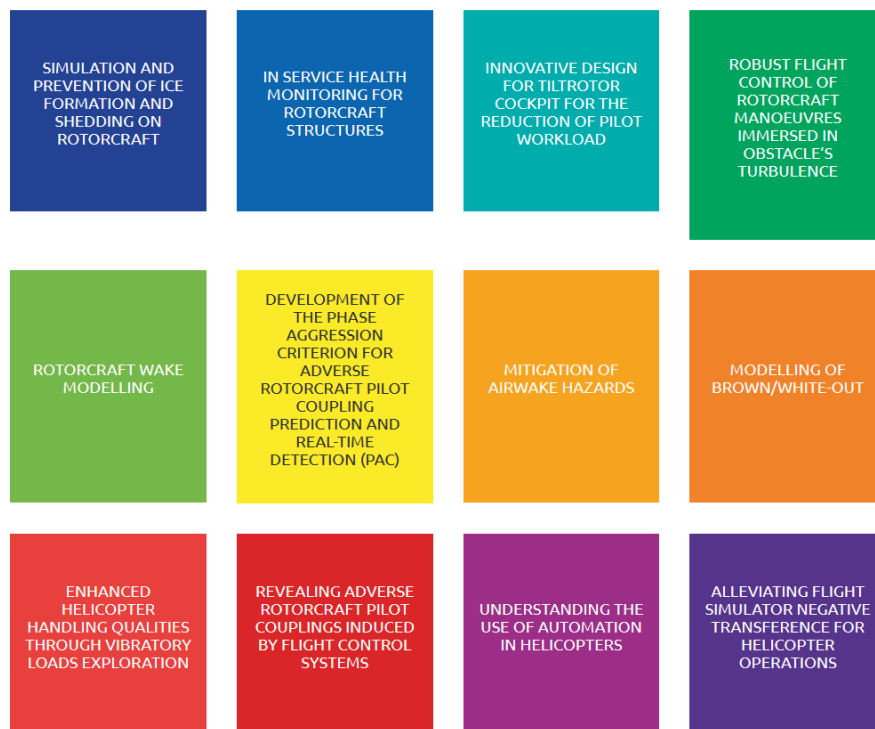 SIMULATION AND
PREVENTION OF ICE
FORMATION AND
SHEDDING ON
ROTORCRAFT
IN SERVICE HEALTH
MONITORING FOR
ROTORCRAFT
STRUCTURES
INNOVATIVE DESIGN
FOR TILTROTOR
COCKPIT FOR THE
REDUCTION OF PILOT
WORKLOAD
ROBUST FLIGHT
CONTROL OF
ROTORCRAFT
MANOEUVRES
IMMERSED IN
OBSTACLE’S
TURBULENCE
ROTORCRAFT WAKE
MODELLING
DEVELOPMENT OF
THE PHASE
AGGRESSION
CRITERION FOR
ADVERSE
ROTORCRAFT PILOT
COUPLING
PREDICTION AND
REAL-TIME
DETECTION (PAC)
MITIGATION OF
AIRWAKE HAZARDS
MODELLING OF
BROWN/WHITE-OUT
ENHANCED
HELICOPTER
HANDLING QUALITIES
THROUGH VIBRATORY
LOADS EXPLORATION
REVEALING ADVERSE
ROTORCRAFT PILOT
COUPLINGS INDUCED
BY FLIGHT CONTROL
SYSTEMS
UNDERSTANDING THE
USE OF AUTOMATION
IN HELICOPTERS
ALLEVIATING FLIGHT
SIMULATOR NEGATIVE
TRANSFERENCE FOR
HELICOPTER
OPERATIONS